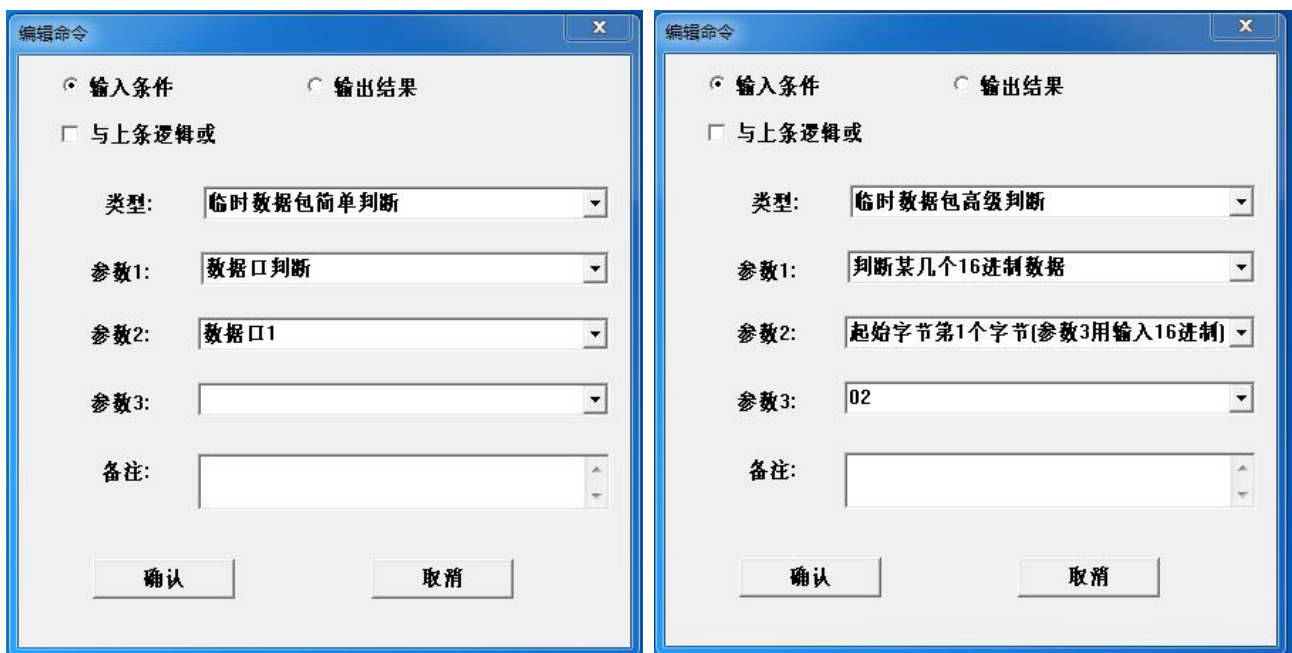 编辑命令
x
输入条件
输出结果
与上条逻辑或
类型:
临时数据包简单判断
参数1:
数据口判断
参数2:
数据口1
参数3:
备注:
确认
取消
编辑命令
x
输入条件
输出结果
与上条逻辑或
类型:
临时数据包高级判断
参数1:
判断某几个16进制数据
参数2:
起始字节第1个字节(参数3用输入16进制)
参数3:
02
备注:
确认
取消